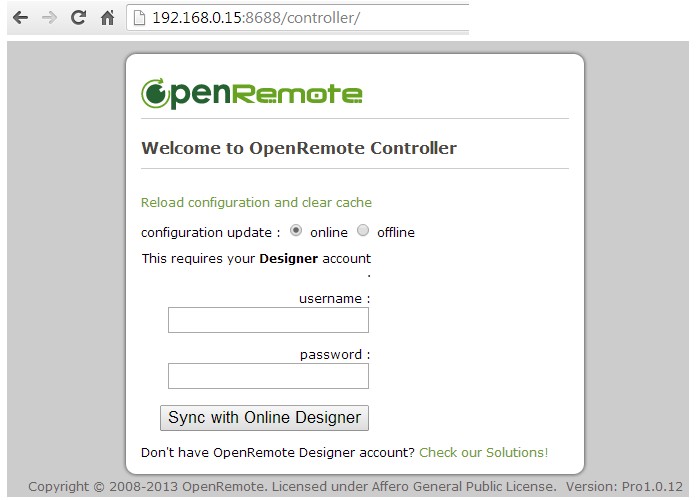 192.168.0.15:8688/controller/
OpenRemote
Welcome to OpenRemote Controller
Reload configuration and clear cache
configuration update : online offline
This requires your Designer account
.
username :
password :
Sync with Online Designer
Don't have OpenRemote Designer account? Check our Solutions!
Copyright © 2008-2013 OpenRemote. Licensed under Affero General Public License. Version: Pro1.0.12